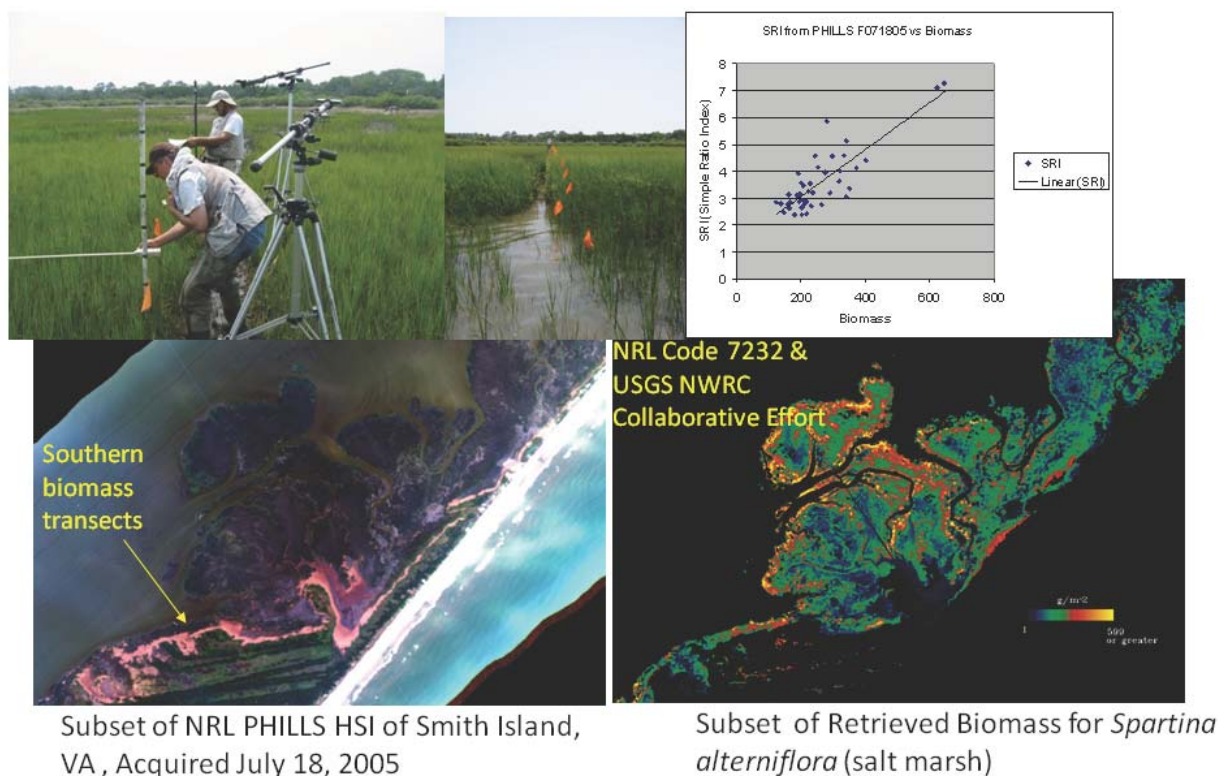 SRI from PHILLS F071805 vs Biomass
SRI (Simple Ratio Index)
8
7
6
5
4
3
2
1
0
0 200 400 600 800
Biomass
SRI
Linear (SRI)
NRL Code 7232 &
USGS NWRC
Collaborative Effort
Southern
biomass
transects
g/m^2
1 599
or greater
Subset of NRL PHILLS HSI of Smith Island,
VA , Acquired July 18, 2005
Subset of Retrieved Biomass for Spartina
alterniflora (salt marsh)